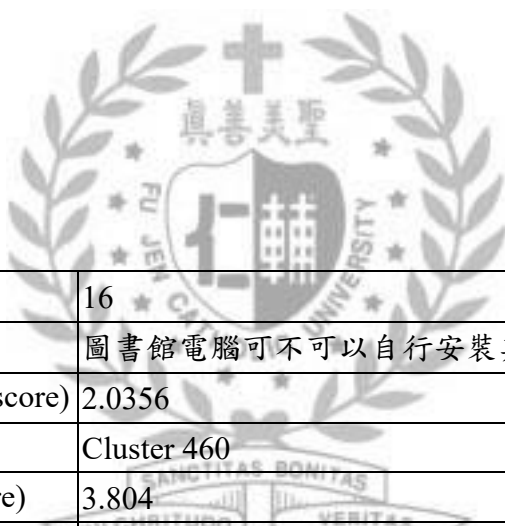 真善美聖
FU JEN CATHOLIC UNIVERSITY
16
圖書館電腦可不可以自行安裝
score) 2.0356
Cluster 460
SANCTITAS BONITAS
re) 3.804
VERITAS